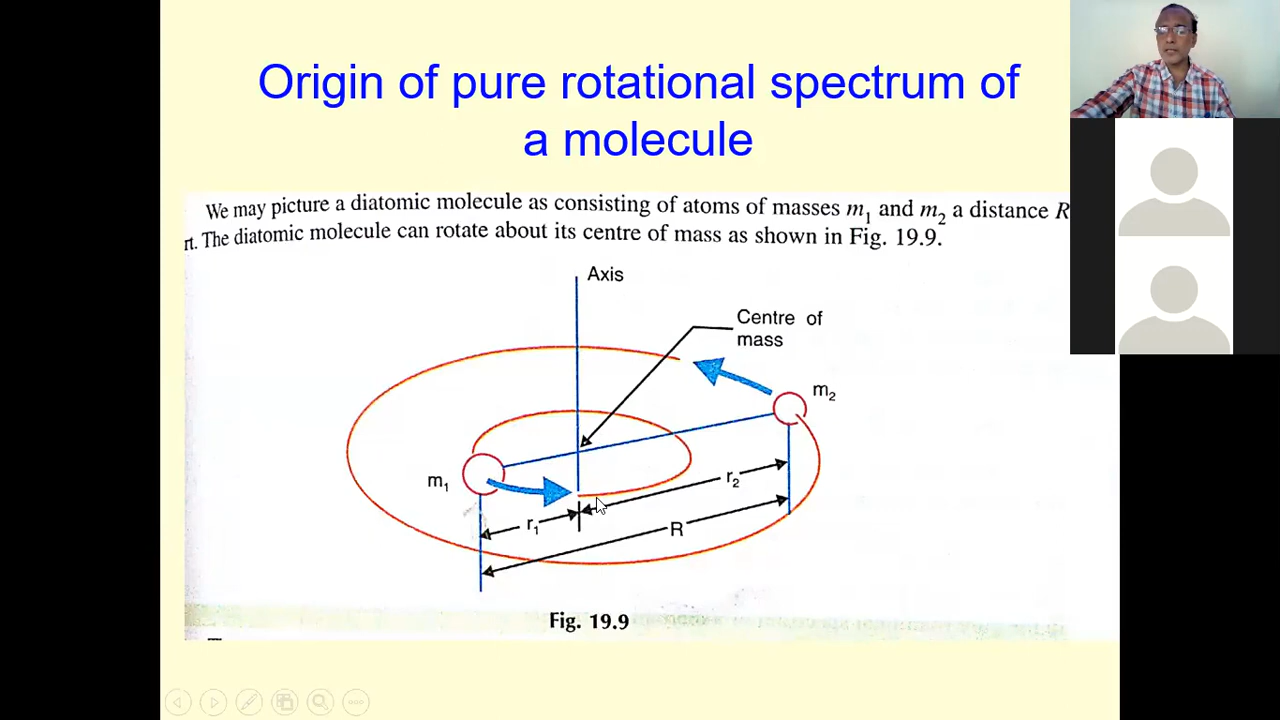 Origin of pure rotational spectrum of
a molecule
We may picture a diatomic molecule as consisting of atoms of masses m₁ and m₂ a distance R
rt. The diatomic molecule can rotate about its centre of mass as shown in Fig. 19.9.
Axis
Centre of
mass
m₂
m₁
r₂
r₁
R
Fig. 19.9